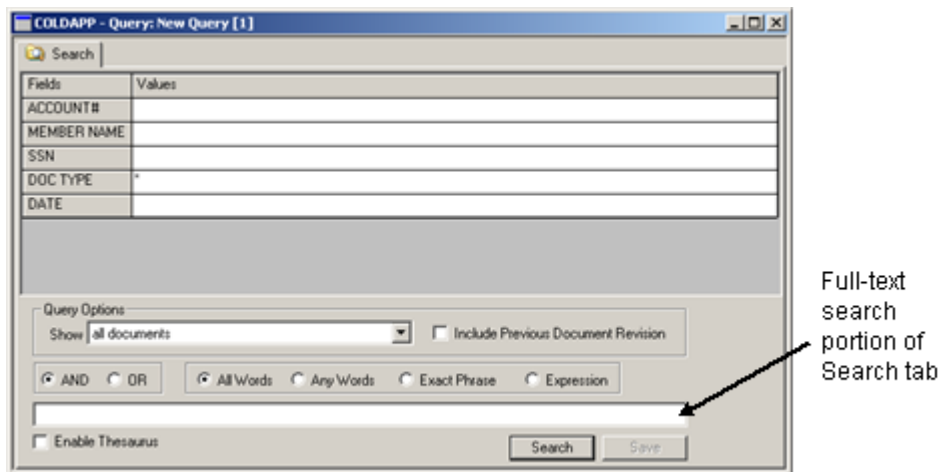 COLDAPP - Query: New Query [1]
Search
Fields Values
ACCOUNT#
MEMBER NAME
SSN
DOC TYPE *
DATE
Query Options
Show all documents Include Previous Document Revision
AND OR All Words Any Words Exact Phrase Expression
Enable Thesaurus
Search Save
Full-text
search
portion of
Search tab